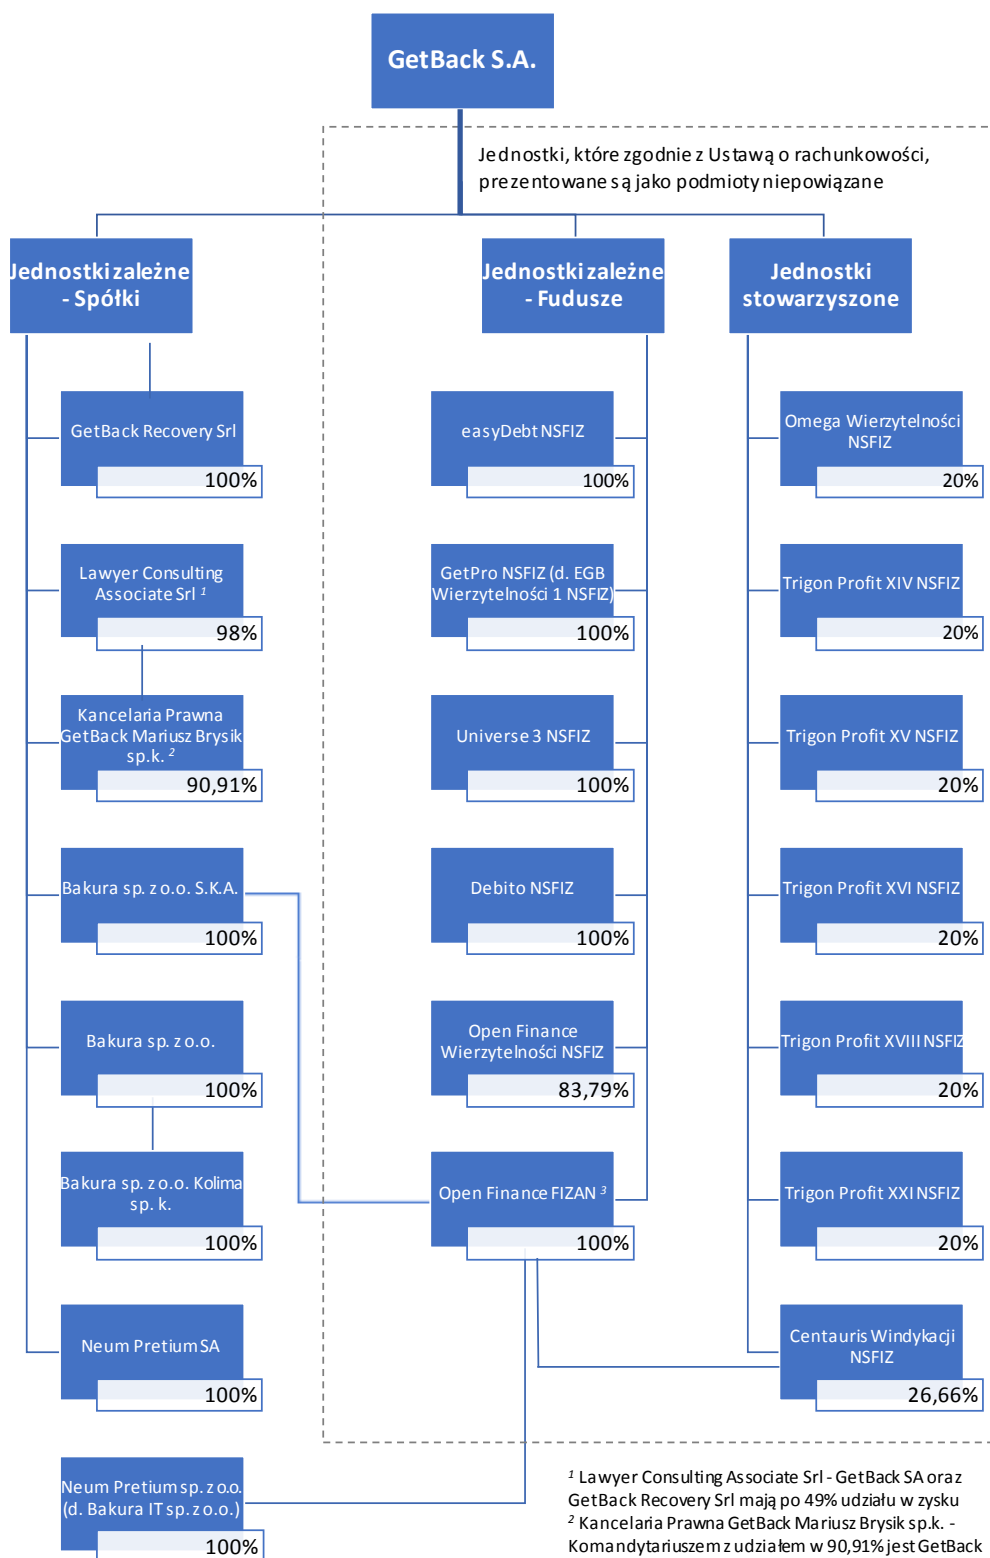 GetBack S.A.
Jednostki, które zgodnie z Ustawą o rachunkowości,
prezentowane są jako podmioty niepowiązane
Jednostki zależne
- Spółki
GetBack Recovery Srl
100%
Lawyer Consulting
Associate Srl ¹
98%
Kancelaria Prawna
GetBack Mariusz Brysik
sp.k. ²
90,91%
Bakura sp. z o.o. S.K.A.
100%
Bakura sp. z o.o.
100%
Bakura sp. z o.o. Kolima
sp. k.
100%
Neum Pretium SA
100%
Neum Pretium sp. z o.o.
(d. Bakura IT sp. z o.o.)
100%
Jednostki zależne
- Fudusze
easyDebt NSFIZ
100%
GetPro NSFIZ (d. EGB
Wierzytelności 1 NSFIZ)
100%
Universe 3 NSFIZ
100%
Debito NSFIZ
100%
Open Finance
Wierzytelności NSFIZ
83,79%
Open Finance FIZAN ³
100%
Jednostki
stowarzyszone
Omega Wierzytelności
NSFIZ
20%
Trigon Profit XIV NSFIZ
20%
Trigon Profit XV NSFIZ
20%
Trigon Profit XVI NSFIZ
20%
Trigon Profit XVIII NSFIZ
20%
Trigon Profit XXI NSFIZ
20%
Centauris Windykacji
NSFIZ
26,66%
¹ Lawyer Consulting Associate Srl - GetBack SA oraz
GetBack Recovery Srl mają po 49% udziału w zysku
² Kancelaria Prawna GetBack Mariusz Brysik sp.k. -
Komandytariuszem z udziałem w 90,91% jest GetBack